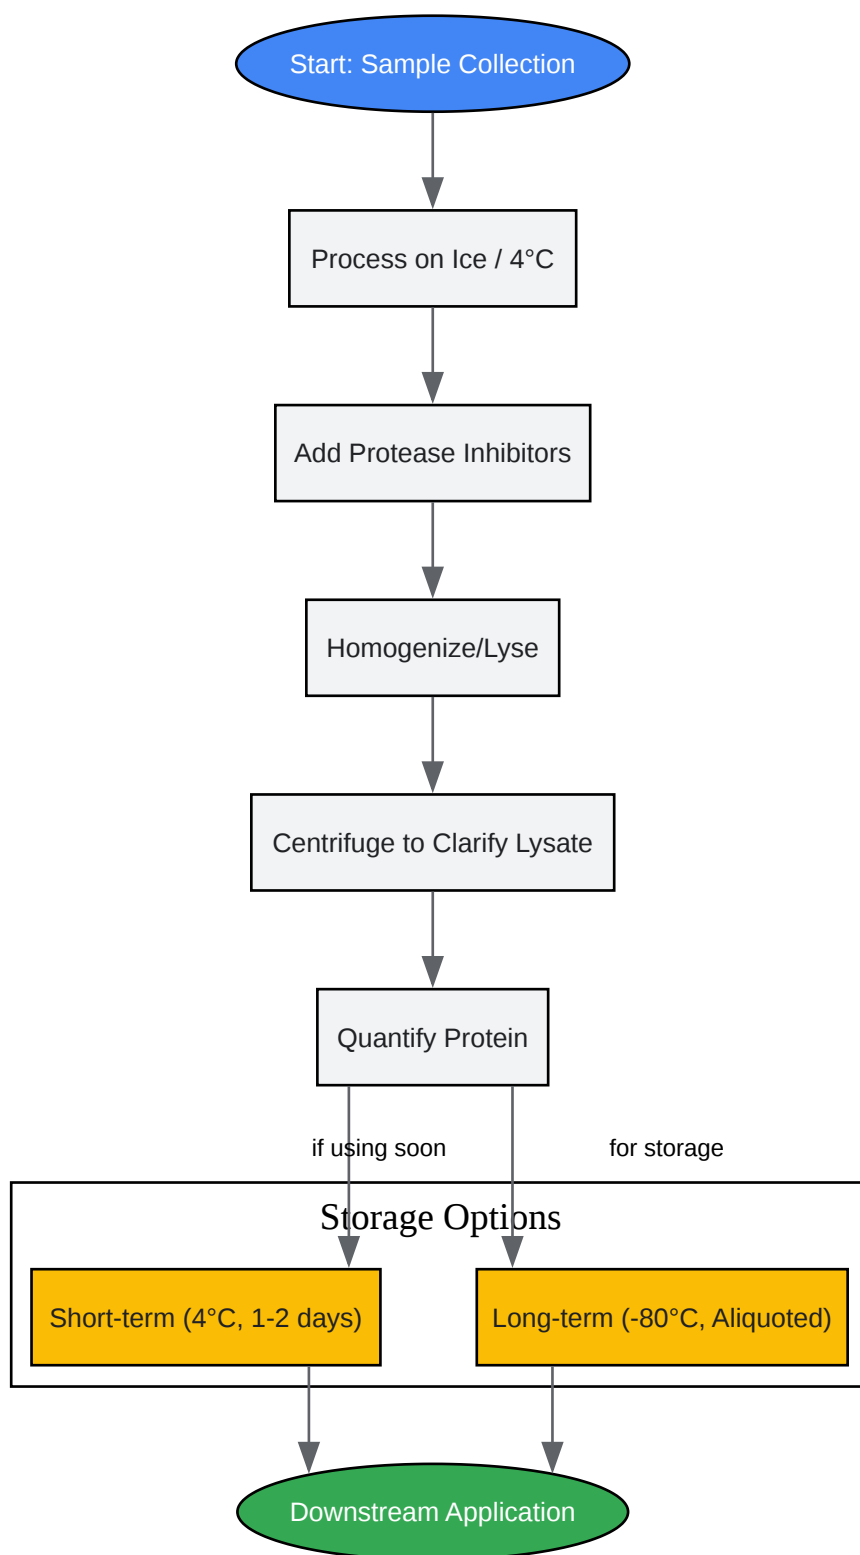 Start: Sample Collection
Process on Ice / 4°C
Add Protease Inhibitors
Homogenize/Lyse
Centrifuge to Clarify Lysate
Quantify Protein
if using soon
for storage
Storage Options
Short-term (4°C, 1-2 days)
Long-term (-80°C, Aliquoted)
Downstream Application